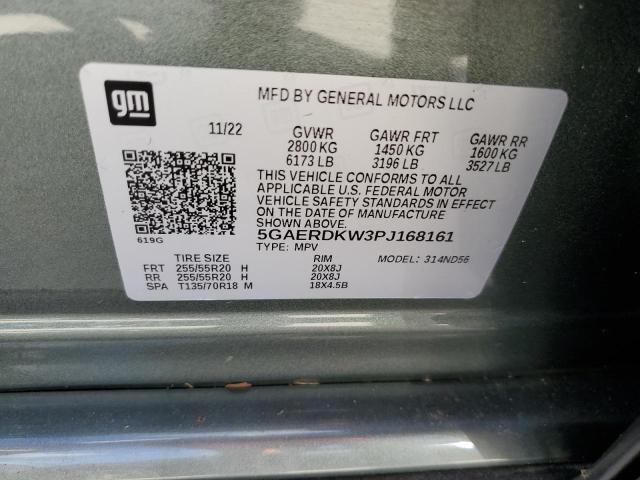 gm
MFD BY GENERAL MOTORS LLC
11/22 GVWR GAWR FRT GAWR RR
2800 KG 1450 KG 1600 KG
6173 LB 3196 LB 3527 LB
THIS VEHICLE CONFORMS TO ALL
APPLICABLE U.S. FEDERAL MOTOR
VEHICLE SAFETY STANDARDS IN EFFECT
ON THE DATE OF MANUFACTURE
SHOWN ABOVE.
5GAERDKW3PJ168161
619G
TYPE: MPV MODEL: 314ND56
TIRE SIZE RIM
FRT 255/55R20 H 20X8J
RR 255/55R20 H 20X8J
SPA T135/70R18 M 18X4.5B